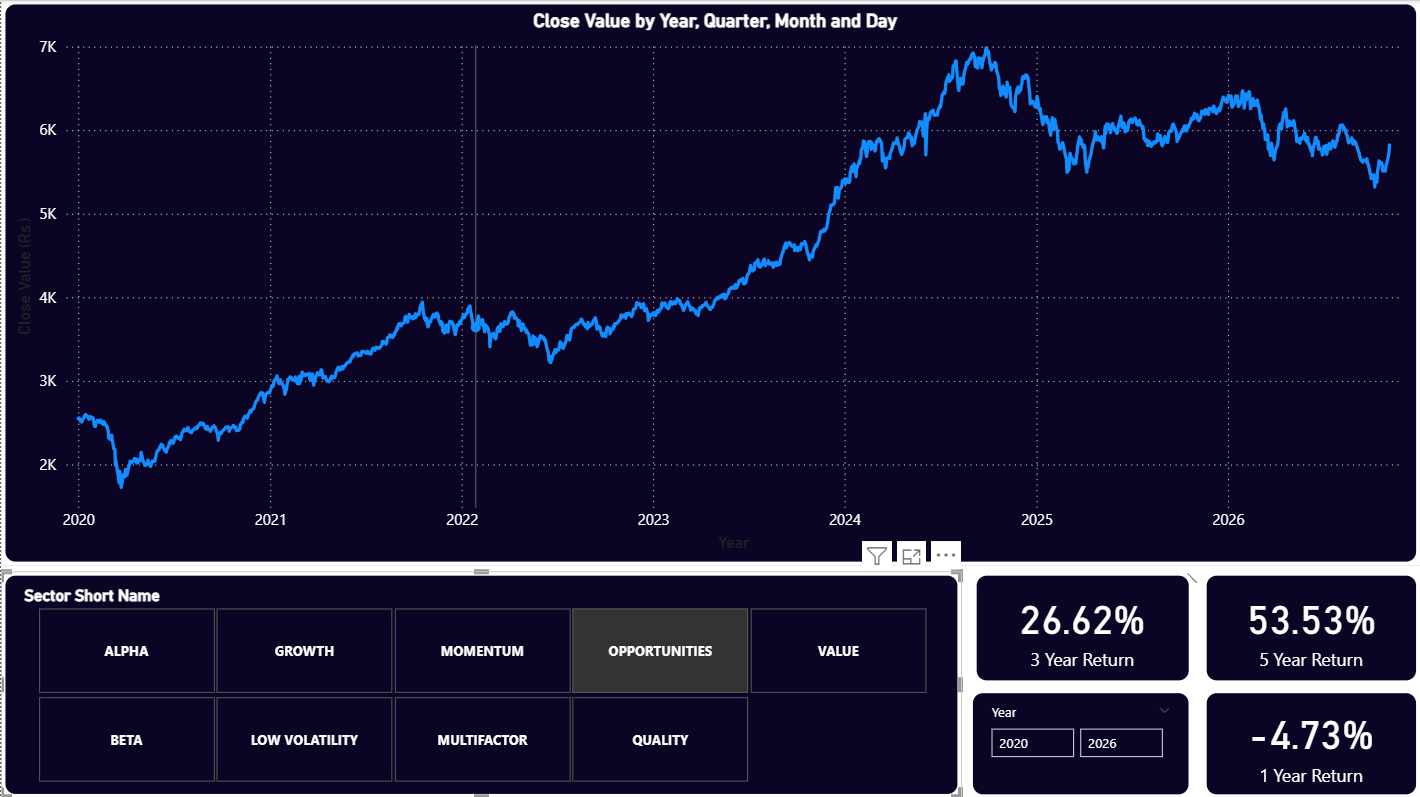 Close Value by Year, Quarter, Month and Day
7K
6K
5K
4K
3K
2K
Close Value (Rs)
2020 2021 2022 2023 2024 2025 2026
Year
Sector Short Name
ALPHA GROWTH MOMENTUM OPPORTUNITIES VALUE
BETA LOW VOLATILITY MULTIFACTOR QUALITY
26.62%
3 Year Return
53.53%
5 Year Return
Year
2020 2026
-4.73%
1 Year Return